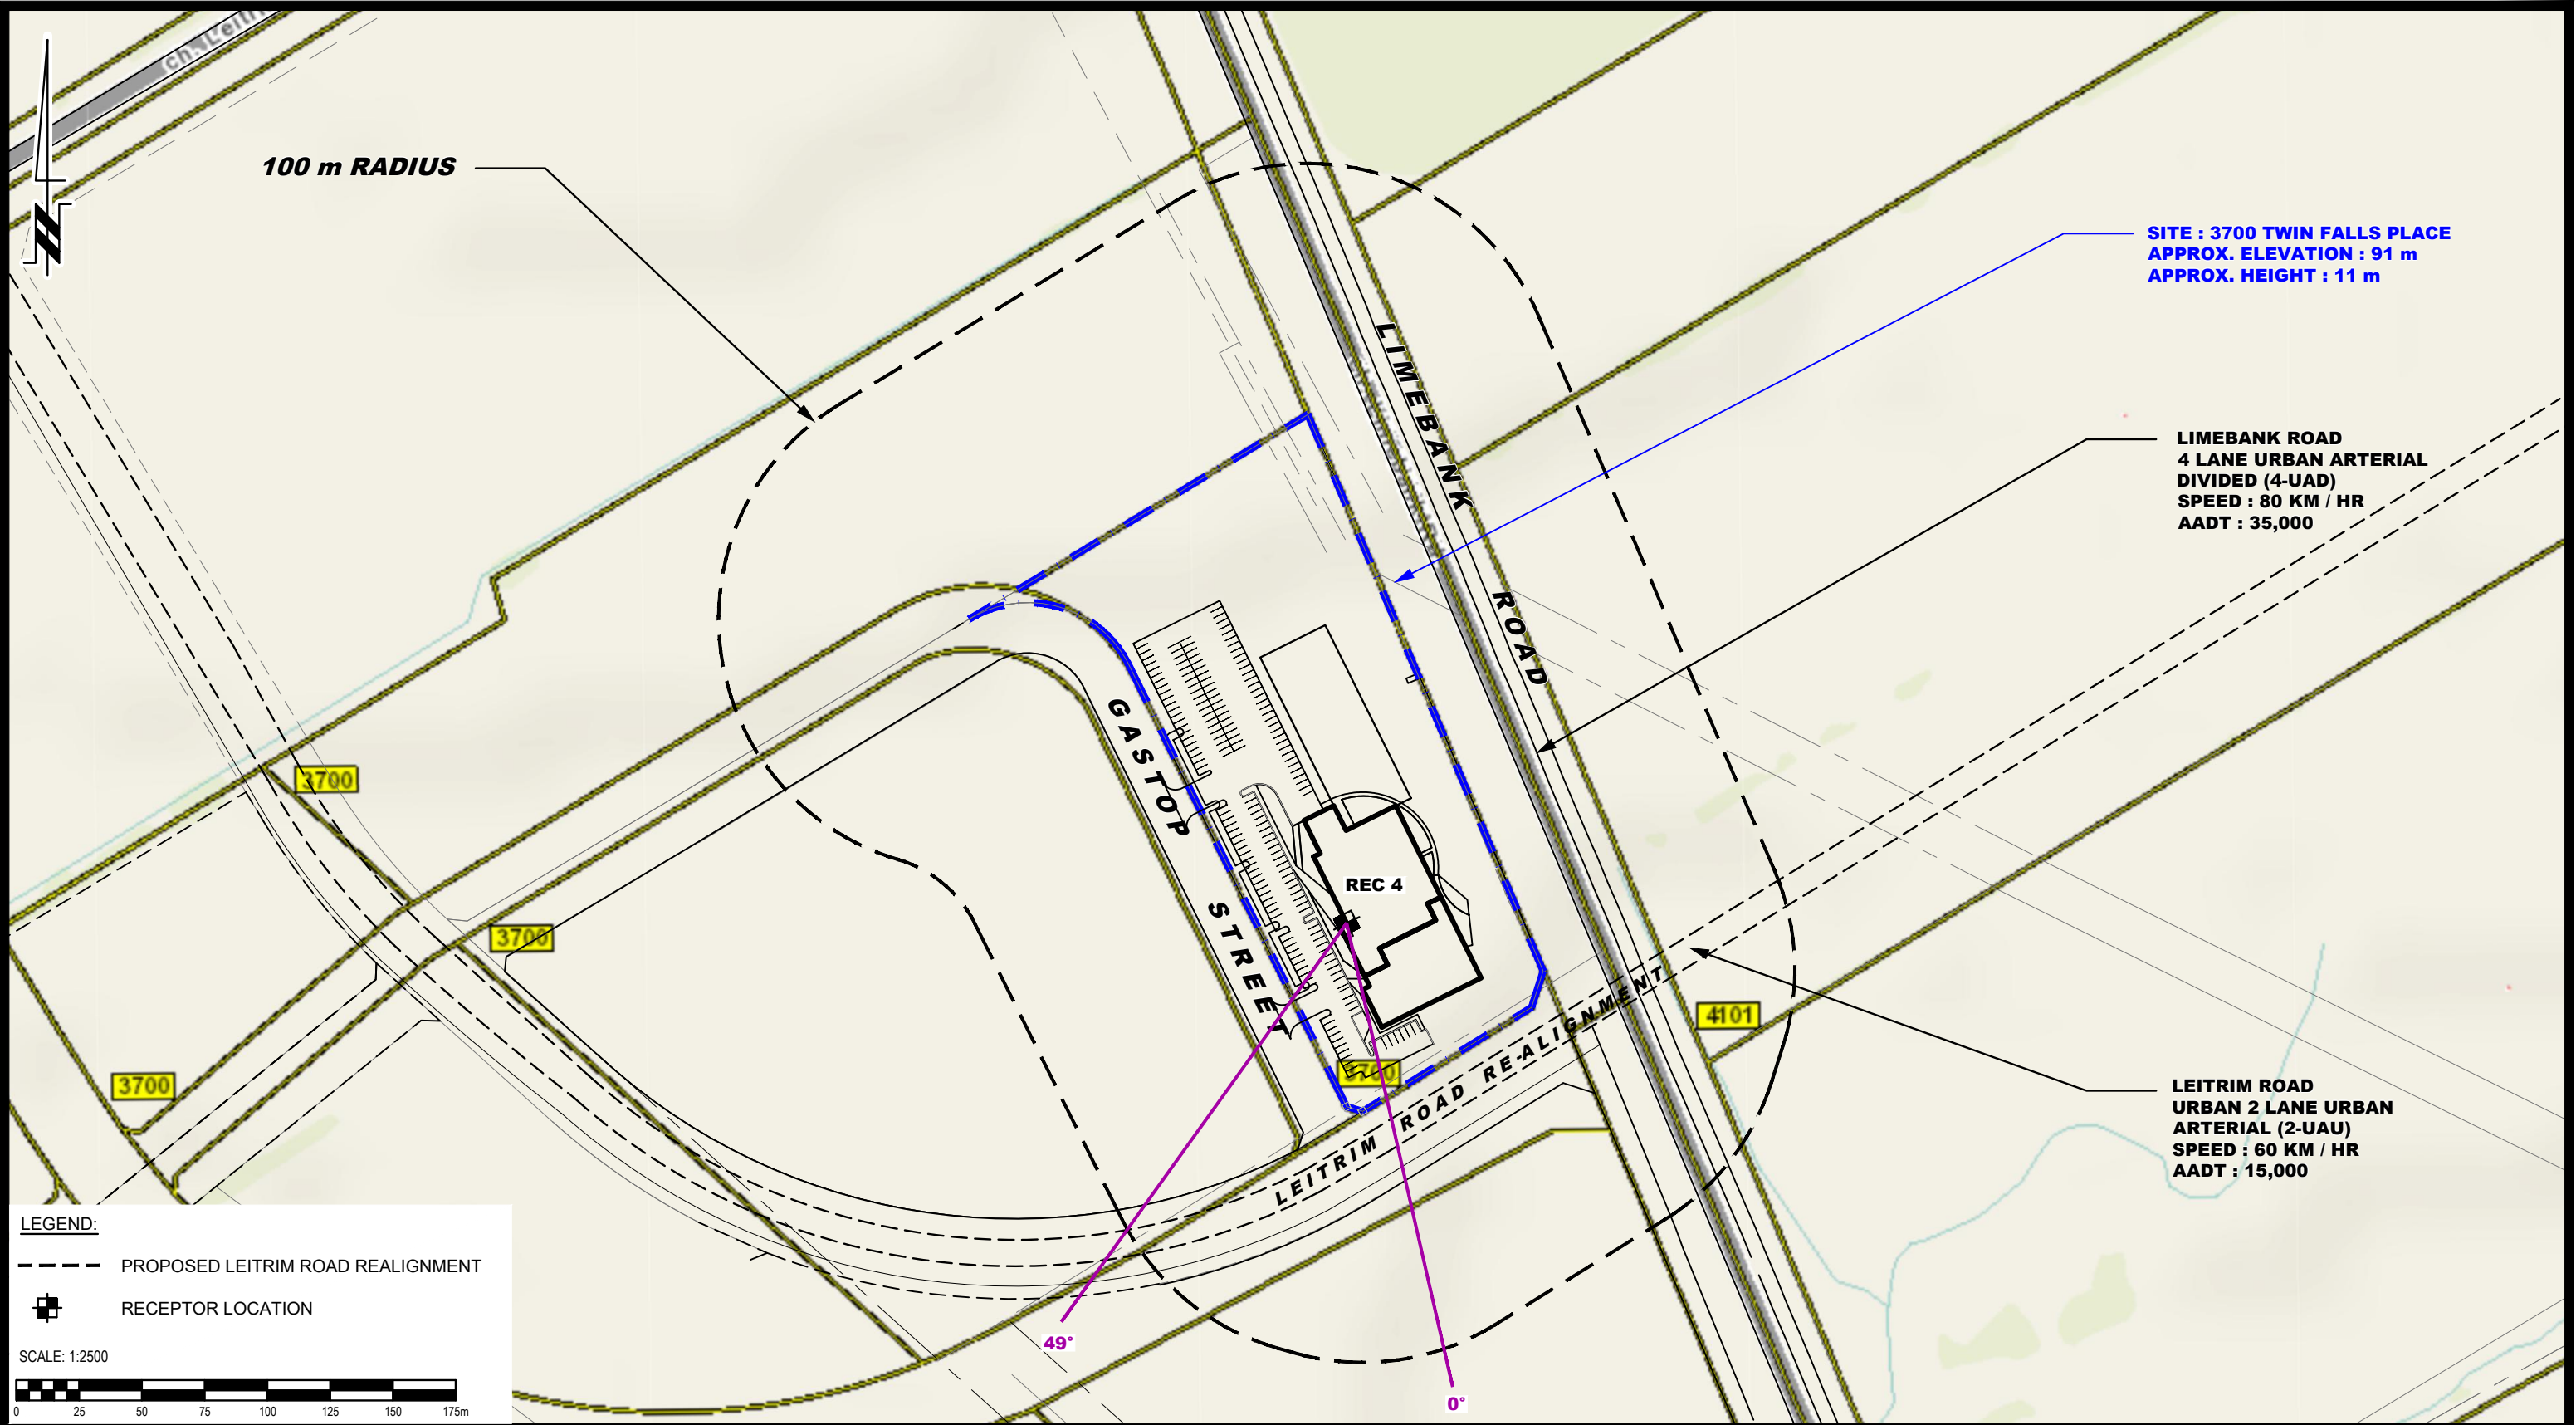 ch. Leitri
N
100 m RADIUS
SITE : 3700 TWIN FALLS PLACE
APPROX. ELEVATION : 91 m
APPROX. HEIGHT : 11 m
LIMEBANK ROAD
LIMEBANK ROAD
4 LANE URBAN ARTERIAL
DIVIDED (4-UAD)
SPEED : 80 KM / HR
AADT : 35,000
GASTOP STREET
3700
3700
3700
REC 4
4101
3700
LEITRIM ROAD RE-ALIGNMENT
LEITRIM ROAD
URBAN 2 LANE URBAN
ARTERIAL (2-UAU)
SPEED : 60 KM / HR
AADT : 15,000
49°
0°
LEGEND:
PROPOSED LEITRIM ROAD REALIGNMENT
RECEPTOR LOCATION
SCALE: 1:2500
0 25 50 75 100 125 150 175m